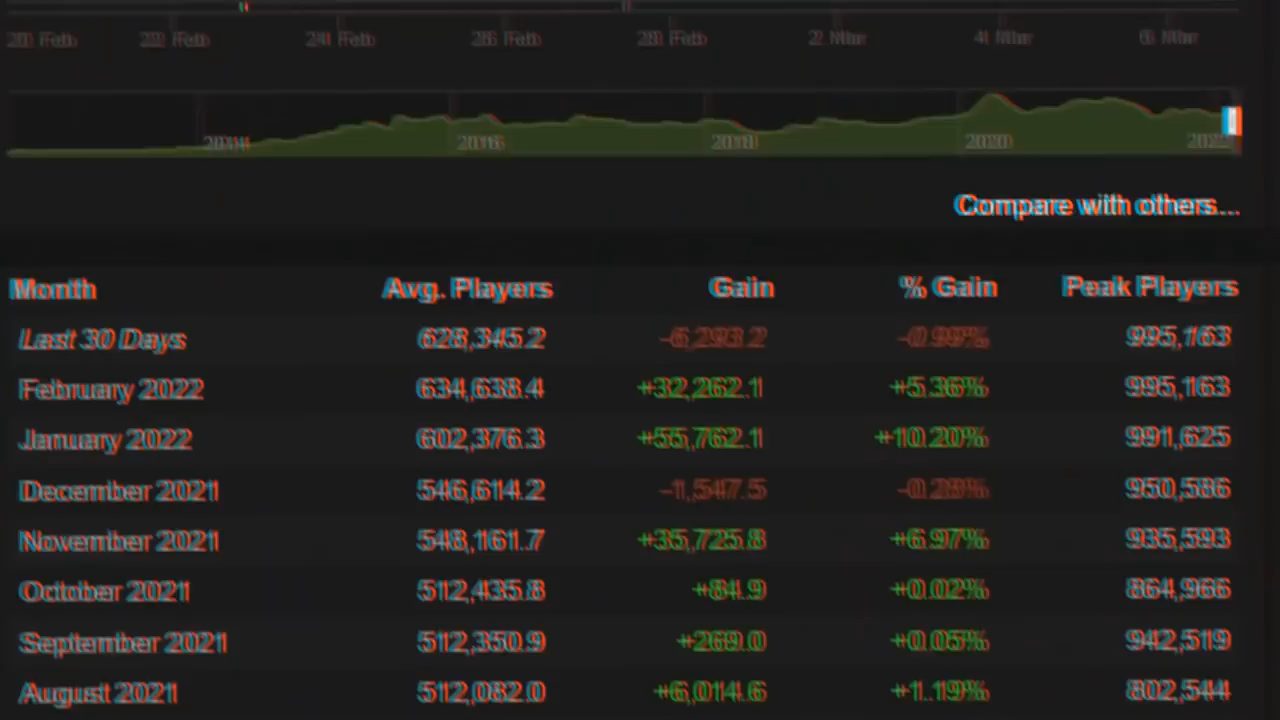 20 Feb 22 Feb 24 Feb 26 Feb 28 Feb 2 Mar 4 Mar 6 Mar
2014 2016 2018 2020 2022
Compare with others...
Month Avg. Players Gain % Gain Peak Players
Last 30 Days 628,345.2 -6,293.2 -0.99% 995,163
February 2022 634,638.4 +32,262.1 +5.36% 995,163
January 2022 602,376.3 +55,762.1 +10.20% 991,625
December 2021 546,614.2 -1,547.5 -0.28% 950,586
November 2021 548,161.7 +35,725.8 +6.97% 935,593
October 2021 512,435.8 +84.9 +0.02% 864,966
September 2021 512,350.9 +269.0 +0.05% 942,519
August 2021 512,082.0 +6,014.6 +1.19% 802,544